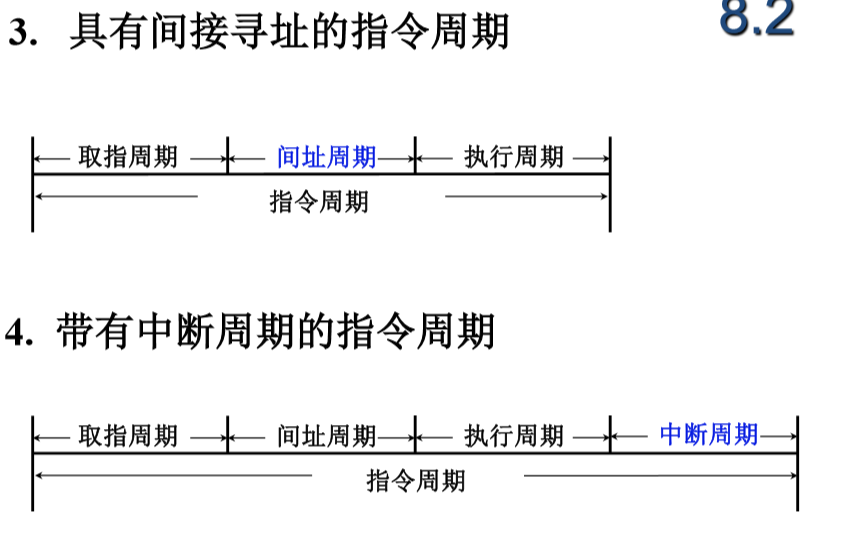 3. 具有间接寻址的指令周期 8.2
取指周期 间址周期 执行周期
指令周期
4. 带有中断周期的指令周期
取指周期 间址周期 执行周期 中断周期
指令周期